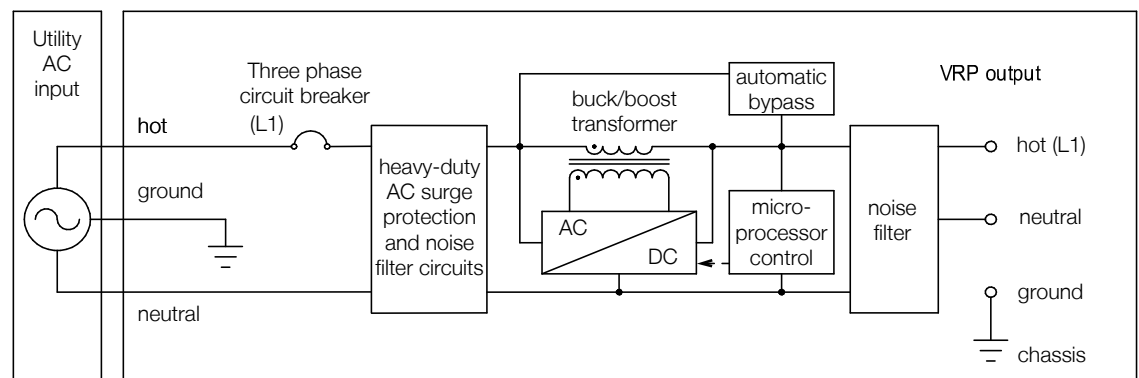 Utility
AC
input
hot
ground
neutral
Three phase
circuit breaker
(L1)
heavy-duty
AC surge
protection
and noise
filter circuits
buck/boost
transformer
AC
DC
automatic
bypass
micro-
processor
control
noise
filter
VRP output
hot (L1)
neutral
ground
chassis